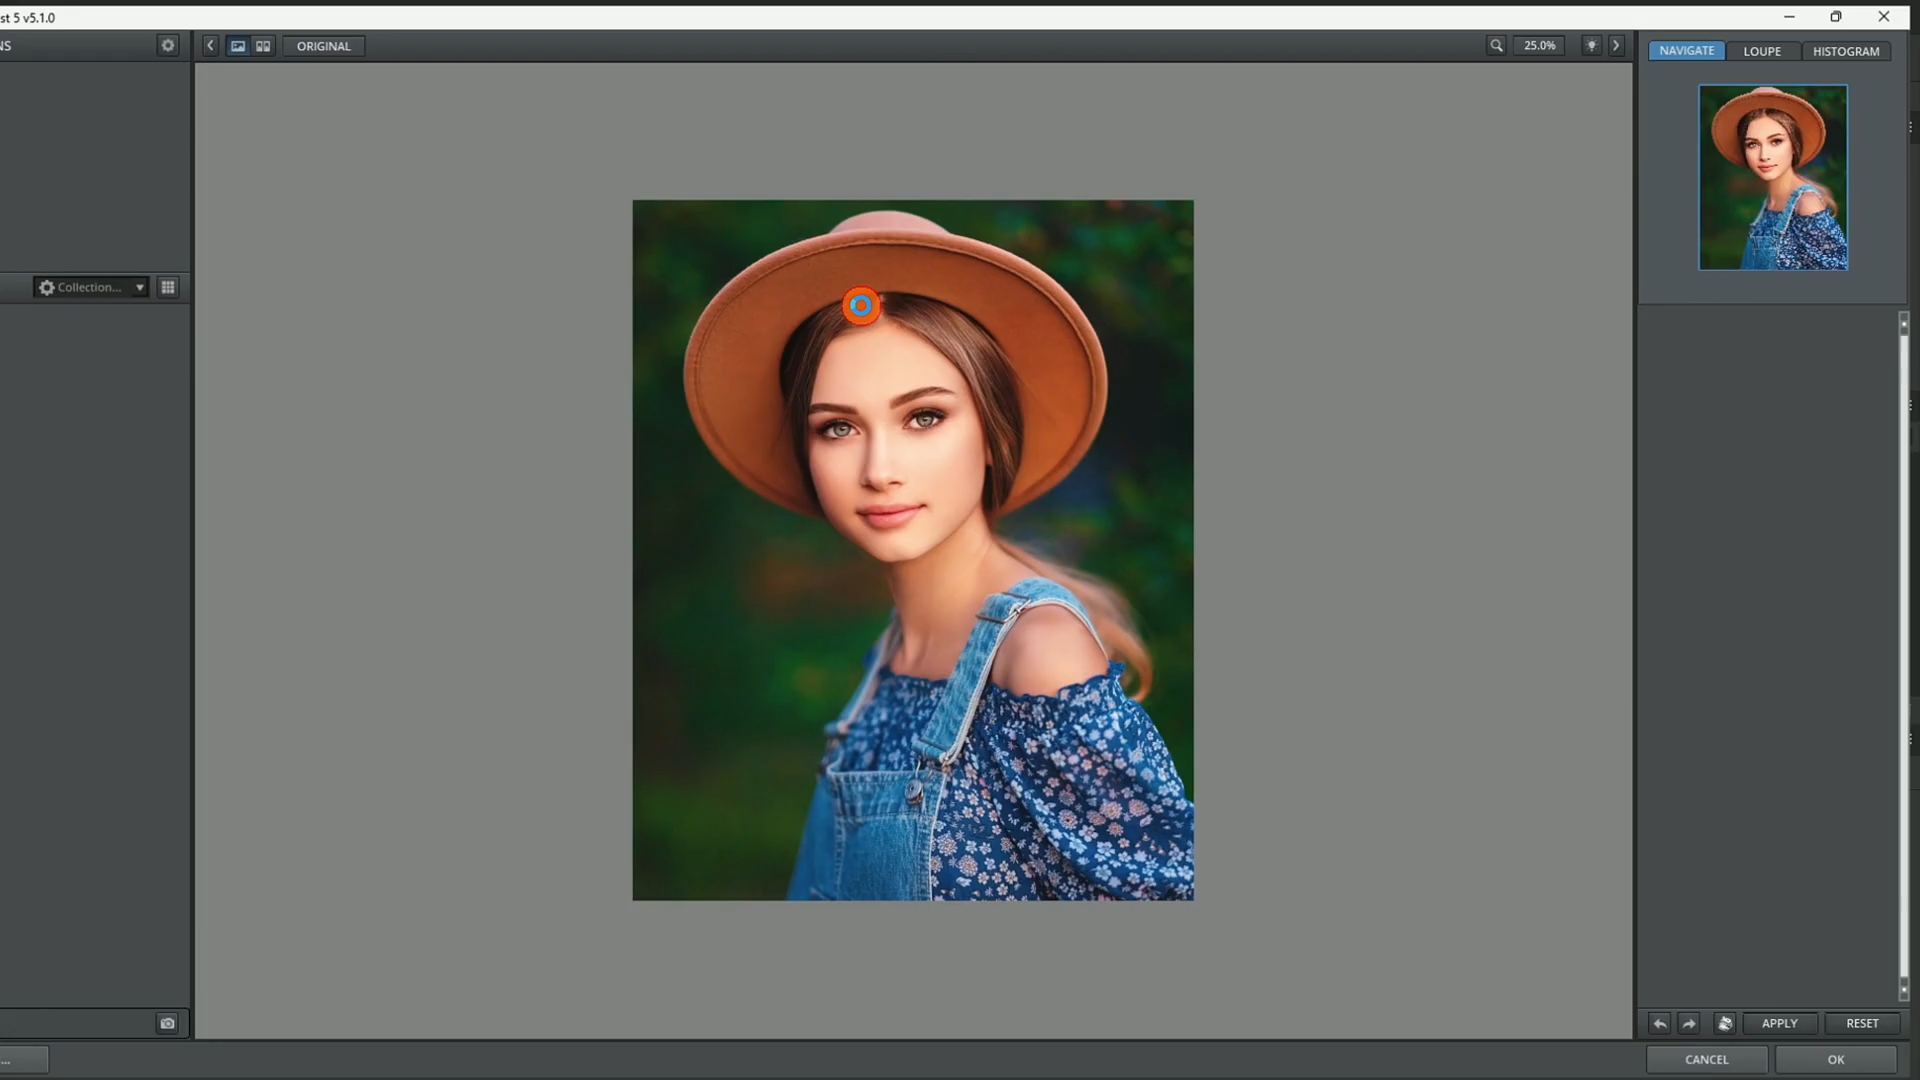 st 5 v5.1.0
NS
ORIGINAL
25.0%
NAVIGATE
LOUPE
HISTOGRAM
Collection...
APPLY
RESET
...
CANCEL
OK